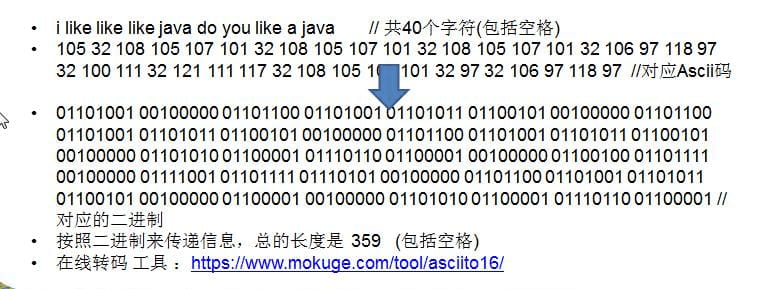 • i like like like java do you like a java // 共40个字符(包括空格)
• 105 32 108 105 107 101 32 108 105 107 101 32 108 105 107 101 32 106 97 118 97
32 100 111 32 121 111 117 32 108 105 101 32 97 32 106 97 118 97 //对应Ascii码
• 01101001 00100000 01101100 01101001 01101011 01100101 00100000 01101100
01101001 01101011 01100101 00100000 01101100 01101001 01101011 01100101
00100000 01101010 01100001 01110110 01100001 00100000 01100100 01101111
00100000 01111001 01101111 01110101 00100000 01101100 01101001 01101011
01100101 00100000 01100001 00100000 01101010 01100001 01110110 01100001 //
对应的二进制
• 按照二进制来传递信息，总的长度是 359 (包括空格)
• 在线转码 工具 ：https://www.mokuge.com/tool/asciito16/